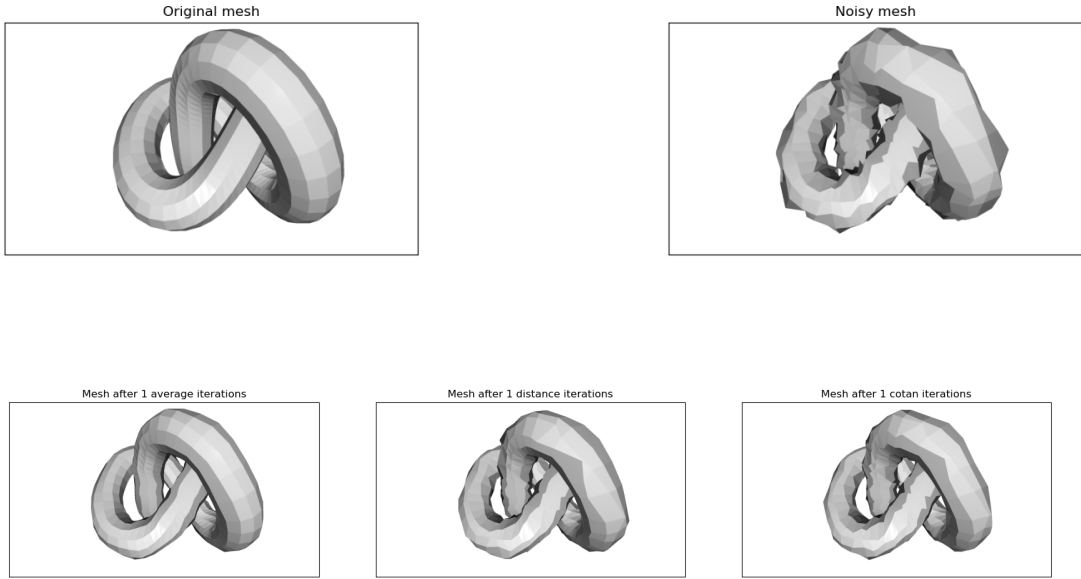 Original mesh
Noisy mesh
Mesh after 1 average iterations
Mesh after 1 distance iterations
Mesh after 1 cotan iterations